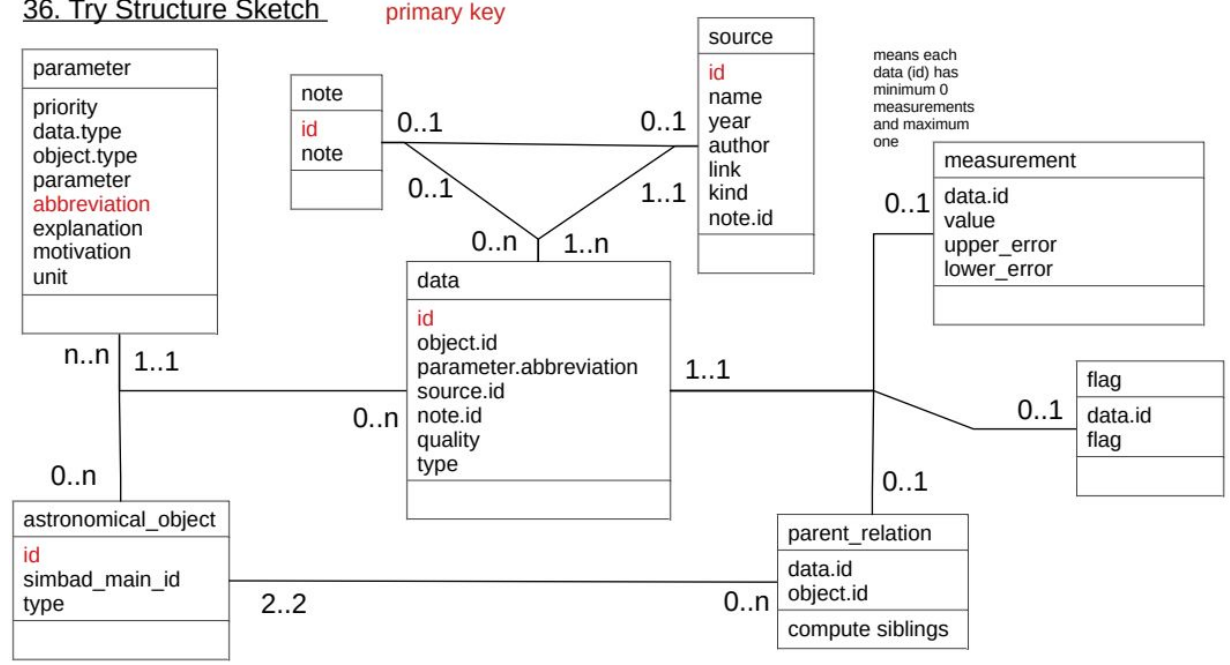 36. Try Structure Sketch
primary key
parameter
priority
data.type
object.type
parameter
abbreviation
explanation
motivation
unit
note
id
note
source
id
name
year
author
link
kind
note.id
means each
data (id) has
minimum 0
measurements
and maximum
one
measurement
data.id
value
upper_error
lower_error
0..1
0..1
0..1
1..1
0..n
1..n
0..1
data
id
object.id
parameter.abbreviation
source.id
note.id
quality
type
n..n
1..1
0..n
1..1
flag
data.id
flag
0..1
0..n
0..1
astronomical_object
id
simbad_main_id
type
2..2
0..n
parent_relation
data.id
object.id
compute siblings